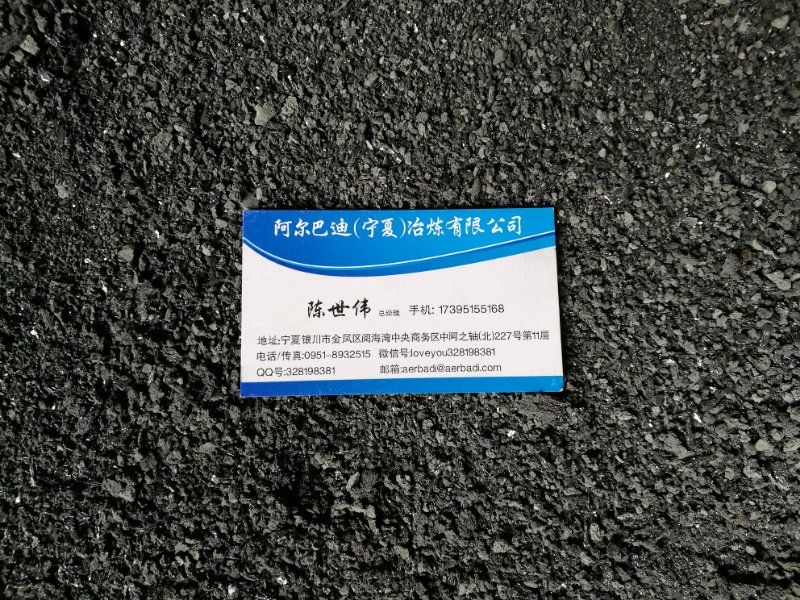 阿尔巴迪(宁夏)冶炼有限公司
陈世伟 总经理 手机: 17395155168
地址:宁夏银川市金凤区阅海湾中央商务区中阿之轴(北)227号第11层
电话/传真:0951-8932515 微信号:loveyou328198381
QQ号:328198381 邮箱:aerbadi@aerbadi.com